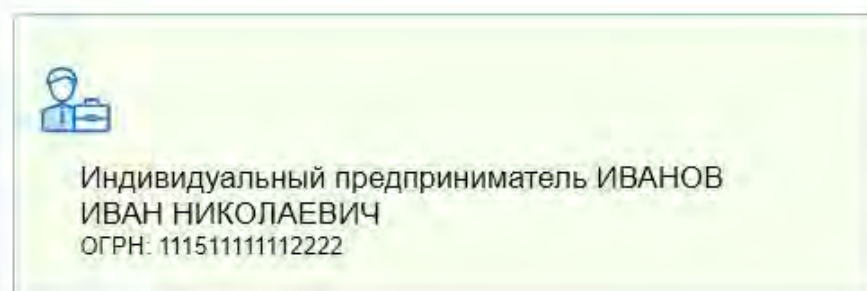 Индивидуальный предприниматель ИВАНОВ
ИВАН НИКОЛАЕВИЧ
ОГРН: 111511111112222